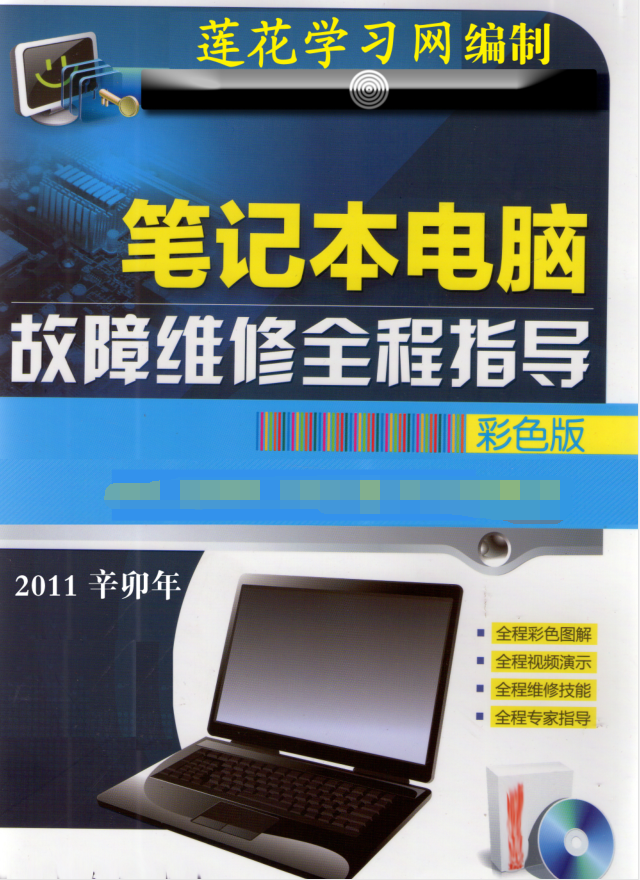 莲花学习网编制
笔记本电脑
故障维修全程指导
彩色版
2011 辛卯年
全程彩色图解
全程视频演示
全程维修技能
全程专家指导